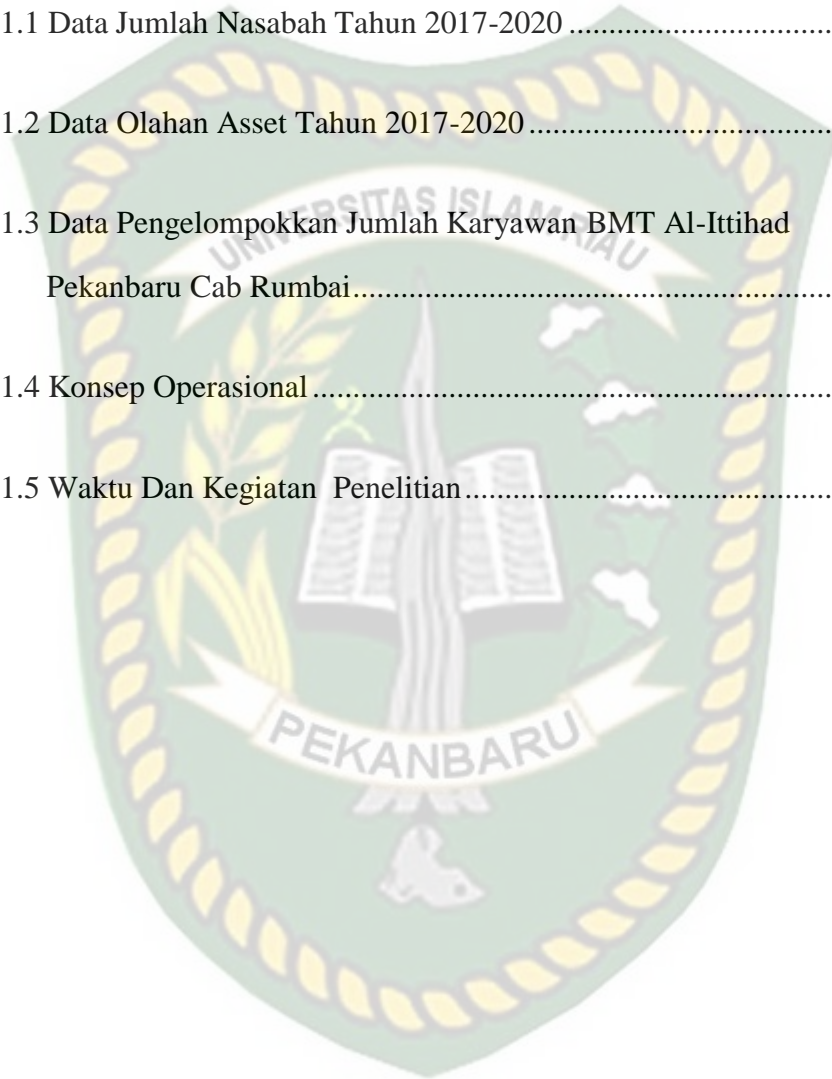 1.1 Data Jumlah Nasabah Tahun 2017-2020 .................................
1.2 Data Olahan Asset Tahun 2017-2020 ......................................
UNIVERSITAS ISLAM RIAU
1.3 Data Pengelompokkan Jumlah Karyawan BMT Al-Ittihad
Pekanbaru Cab Rumbai............................................................
1.4 Konsep Operasional .................................................................
1.5 Waktu Dan Kegiatan  Penelitian ..............................................
PEKANBARU